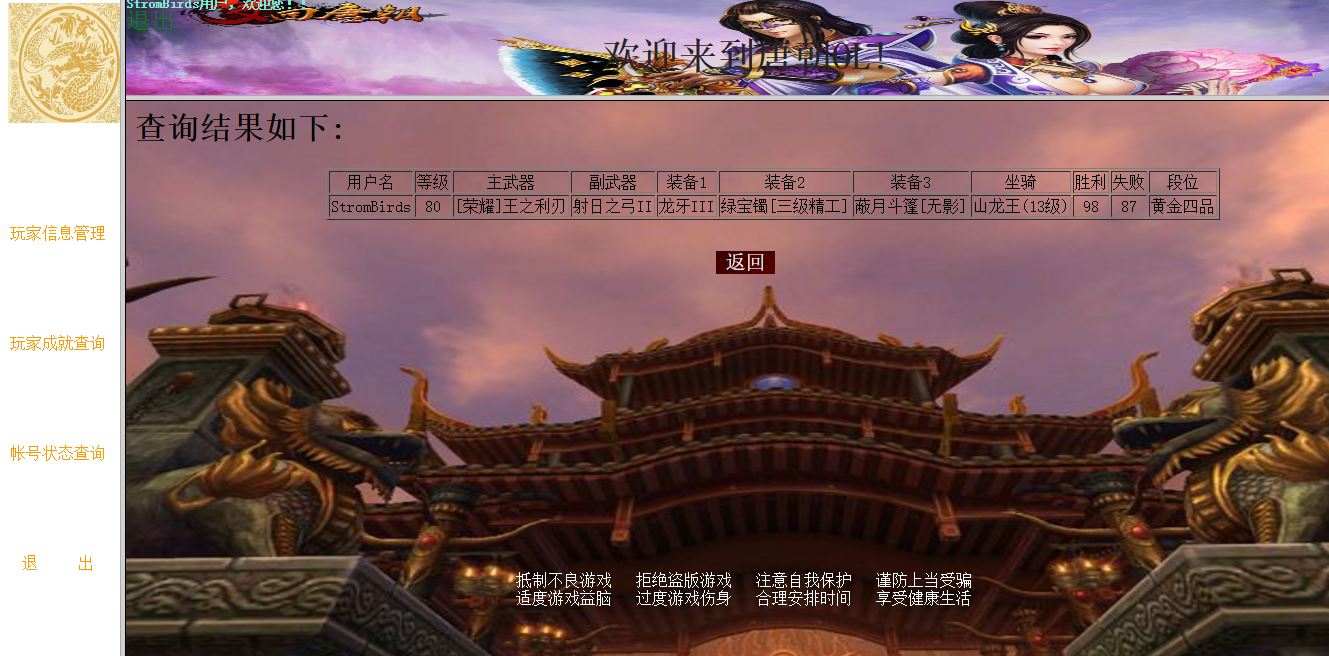 StromBirds用户，欢迎您！！
退出
欢迎来到唐朝OL！
玩家信息管理
玩家成就查询
帐号状态查询
退 出
查询结果如下：
用户名 等级 主武器 副武器 装备1 装备2 装备3 坐骑 胜利 失败 段位
StromBirds 80 [荣耀]王之利刃 射日之弓II 龙牙III 绿宝镯[三级精工] 蔽月斗篷[无影] 山龙王(13级) 98 87 黄金四品
返回
抵制不良游戏 拒绝盗版游戏 注意自我保护 谨防上当受骗
适度游戏益脑 过度游戏伤身 合理安排时间 享受健康生活